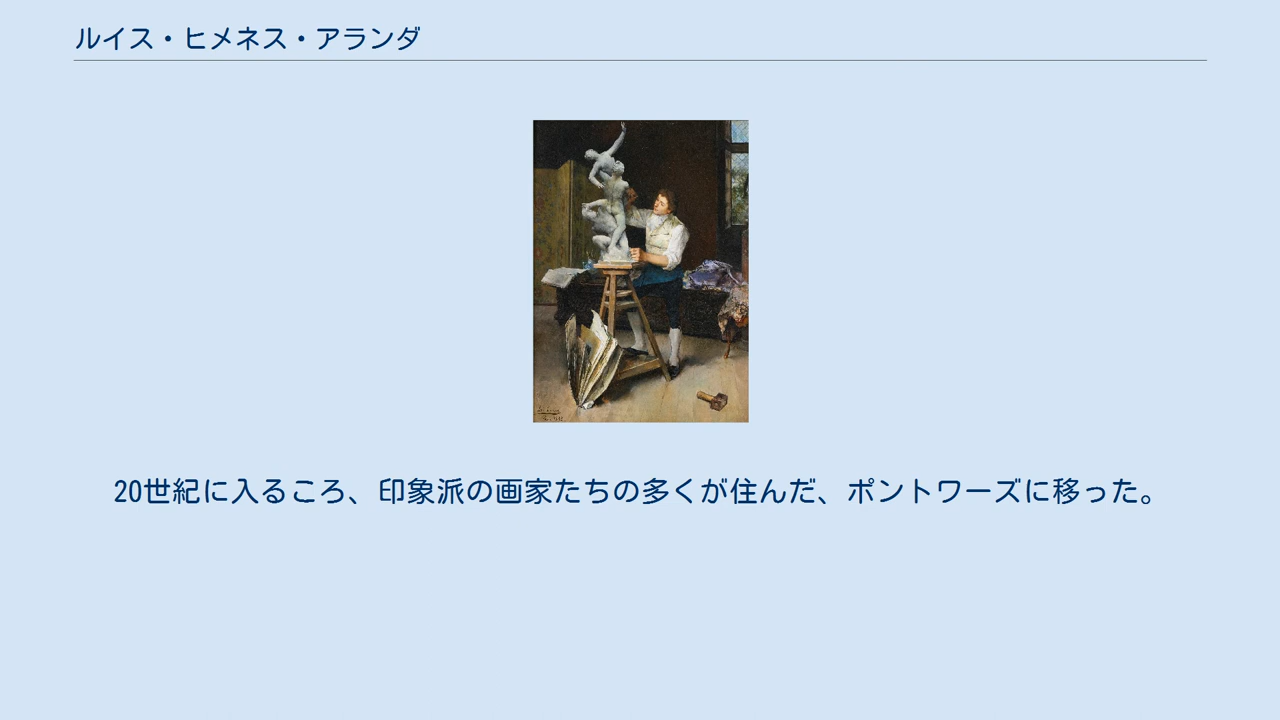 ルイス・ヒメネス・アランダ
20世紀に入るころ、印象派の画家たちの多くが住んだ、ポントワーズに移った。